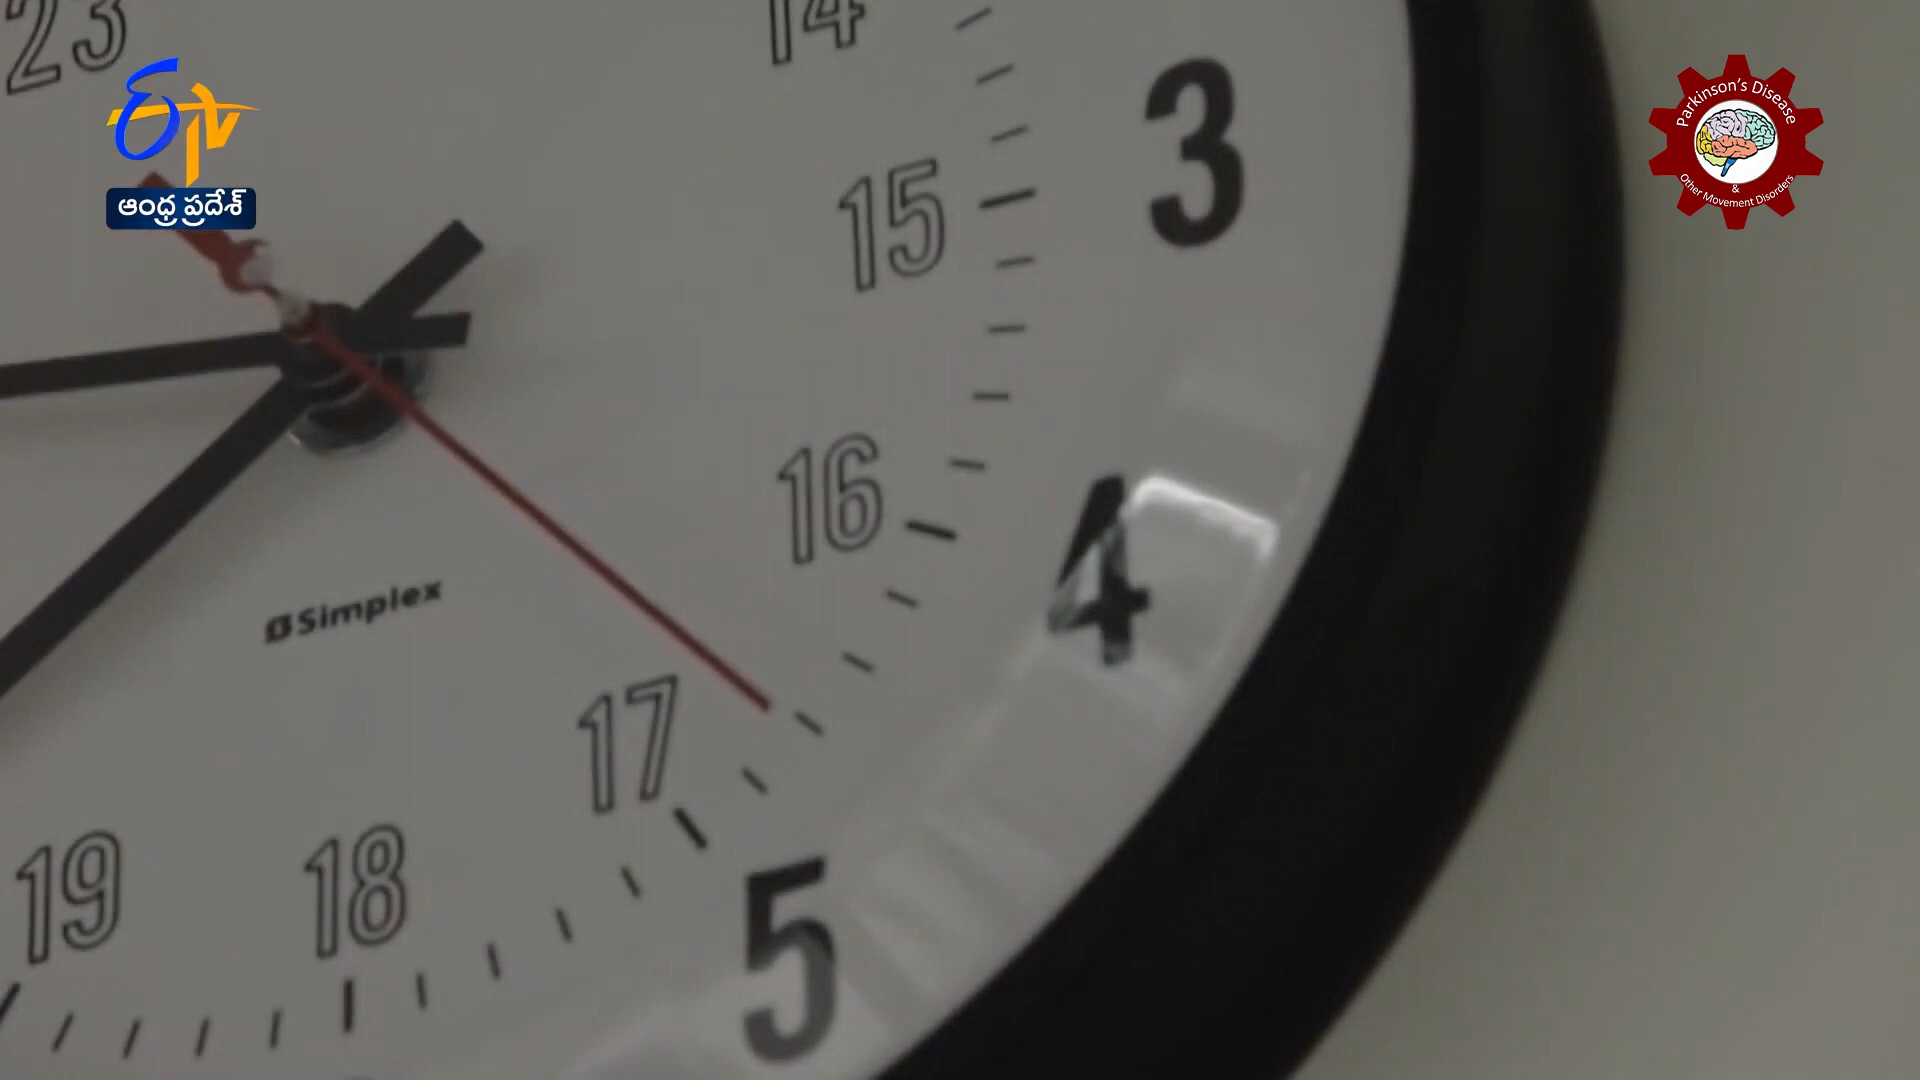 23
14
3
ETV
ఆంధ్ర ప్రదేశ్
Parkinson's Disease
&
Other Movement Disorders
15
16
4
Simplex
17
19
18
5